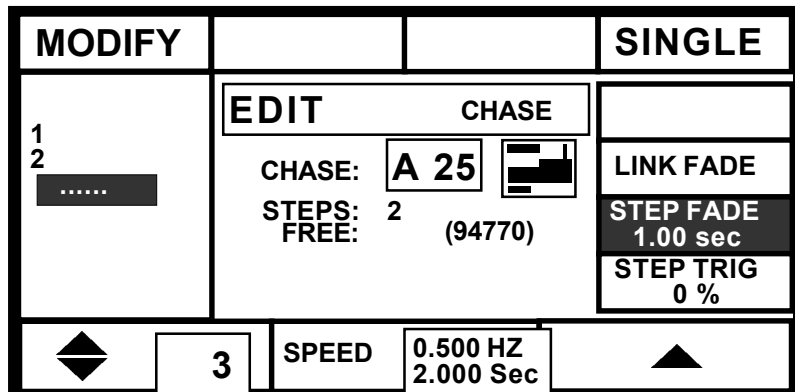 MODIFY
SINGLE
1
2
......
EDIT CHASE
CHASE: A 25
STEPS: 2
FREE: (94770)
LINK FADE
STEP FADE
1.00 sec
STEP TRIG
0 %
3
SPEED
0.500 HZ
2.000 Sec